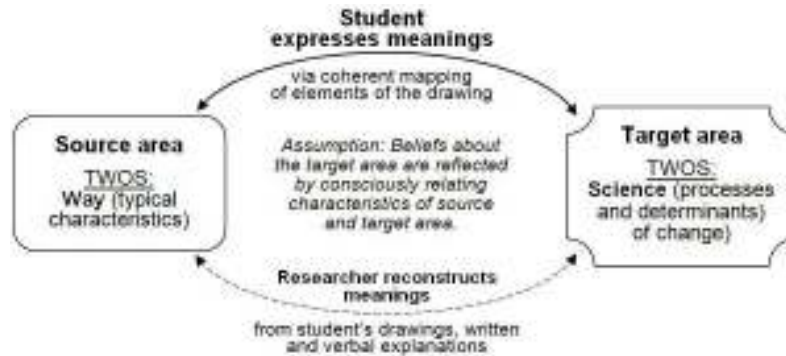 Student
expresses meanings
via coherent mapping
of elements of the drawing
Source area
TWOS:
Way (typical
characteristics)
Assumption: Beliefs about
the target area are reflected
by consciously relating
characteristics of source
and target area.
Target area
TWOS:
Science (processes
and determinants)
of change)
Researcher reconstructs
meanings
from student's drawings, written
and verbal explanations